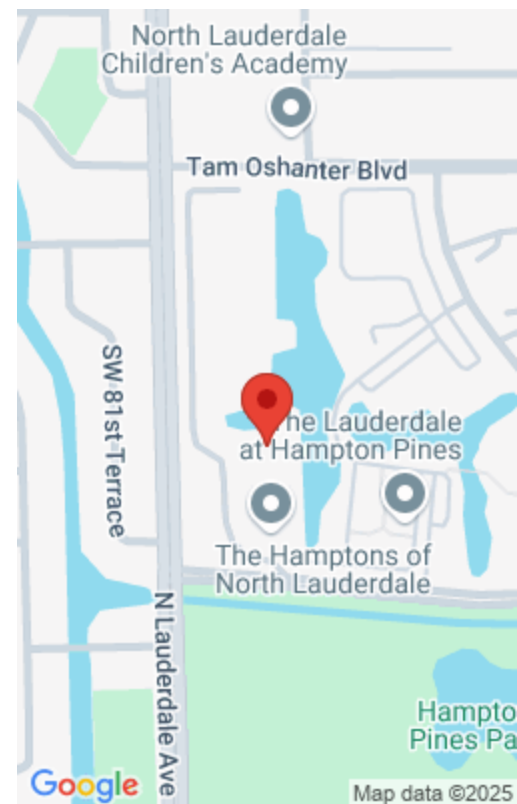 North Lauderdale
Children's Academy
Tam Oshanter Blvd
SW 81st Terrace
The Lauderdale
at Hampton Pines
The Hamptons of
North Lauderdale
N Lauderdale Ave
Hampto
Pines Pa
Google
Map data ©2025